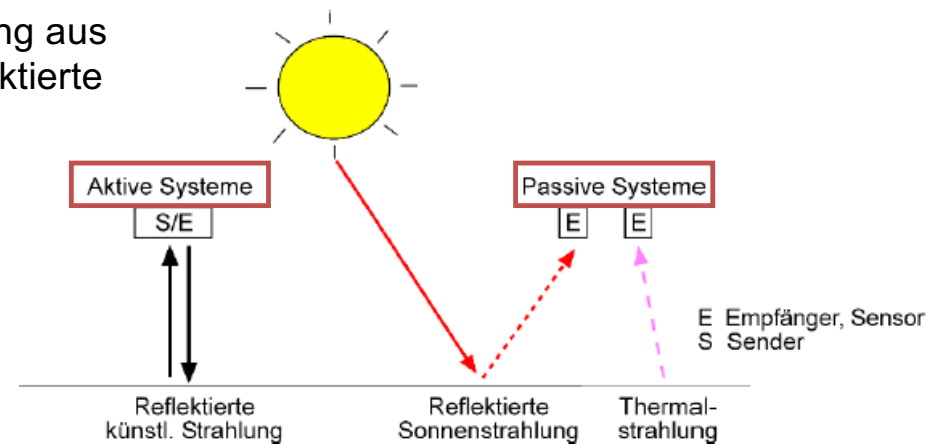 ng aus
ktierte
Aktive Systeme
S/E
Passive Systeme
E E
E Empfänger, Sensor
S Sender
Reflektierte
künstl. Strahlung
Reflektierte
Sonnenstrahlung
Thermal-
strahlung